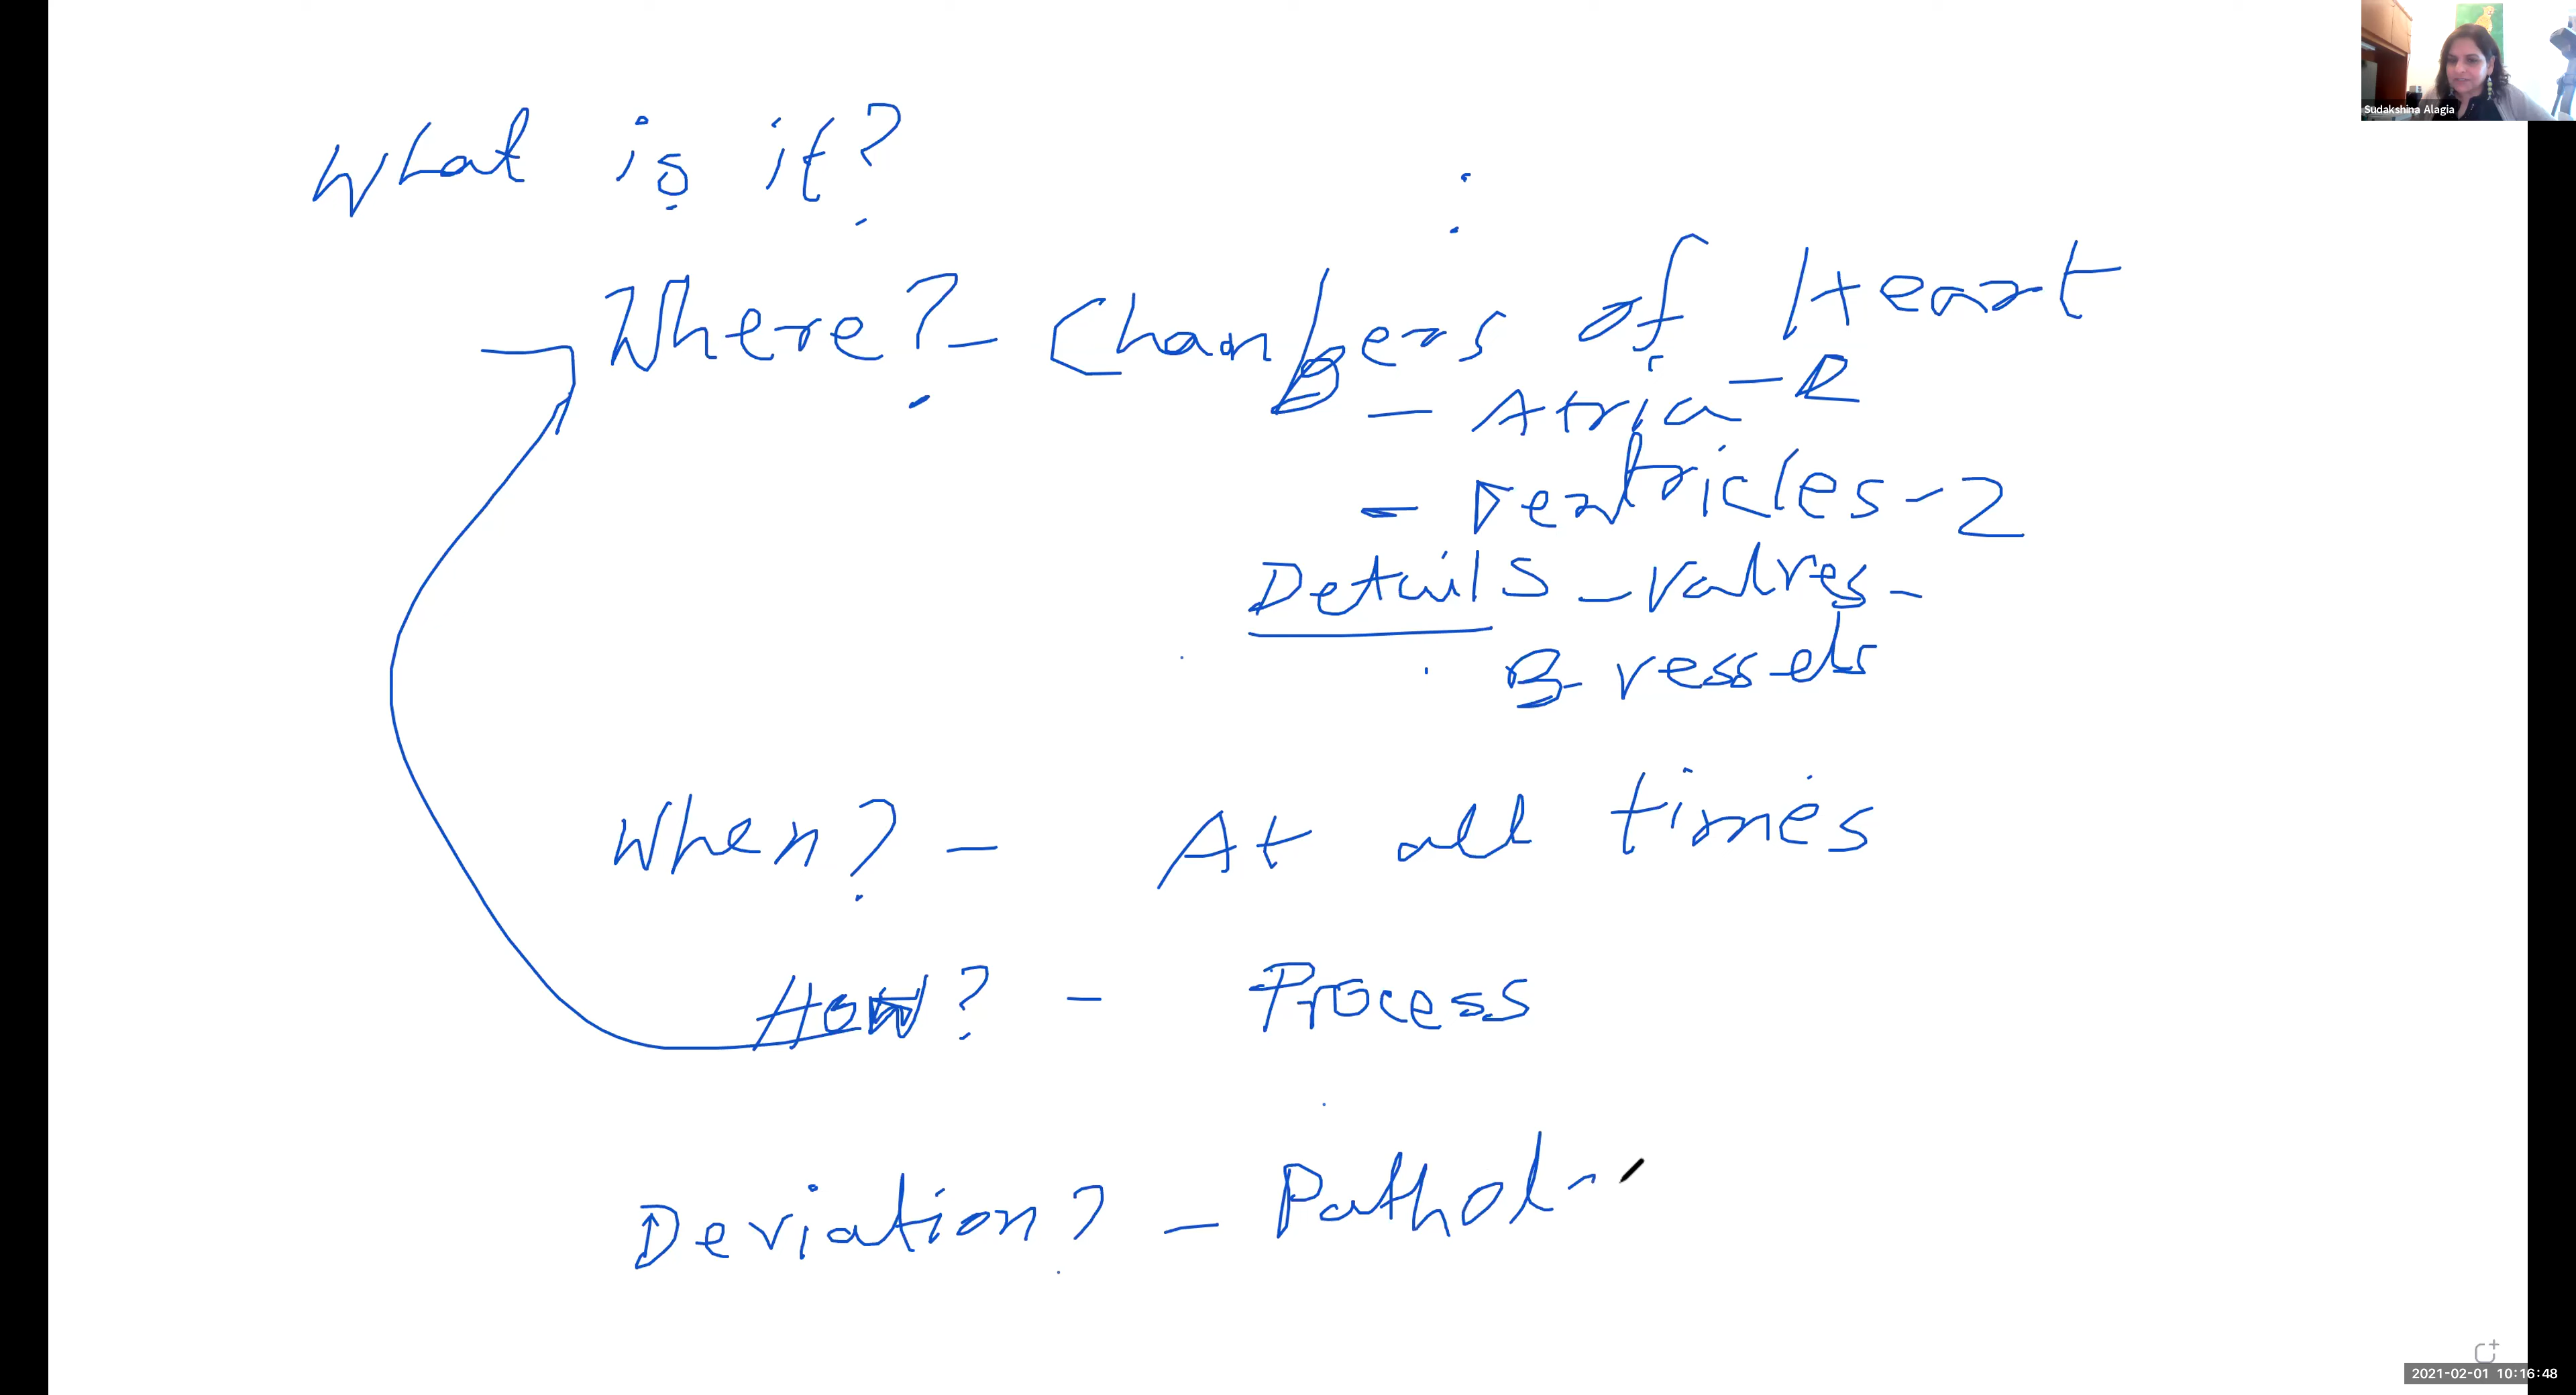 Sudakshina Alagia
What is it?
Where? - Chambers of Heart
- Atria - 2
- Ventricles - 2
Details - Valves -
B vessels
When? - At all times
How? - Process
Deviation? - Pathol
2021-02-01 10:16:48